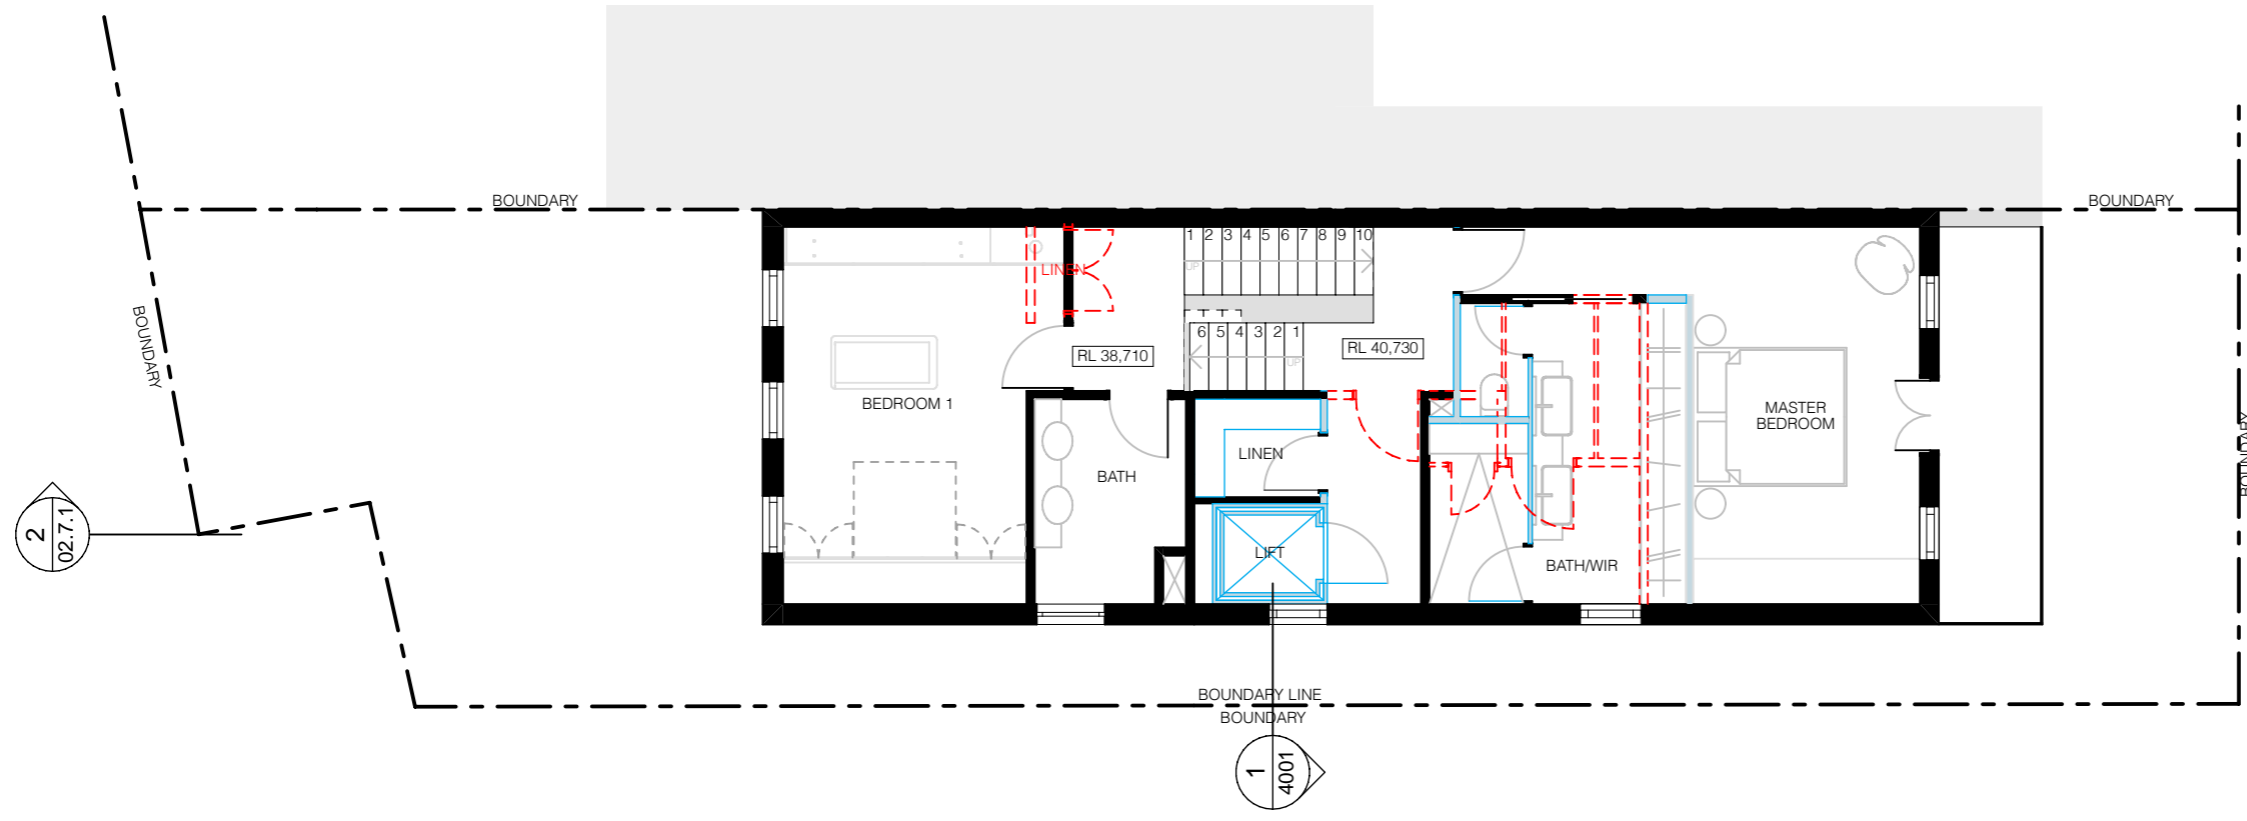 BOUNDARY
BOUNDARY
BOUNDARY
1 2 3 4 5 6 7 8 9 10
UP
LINEN
6 5 4 3 2 1
UP
RL 38,710
RL 40,730
BEDROOM 1
MASTER
BEDROOM
BATH
LINEN
LIFT
BATH/WIR
BOUNDARY
2
02.7.1
BOUNDARY LINE
BOUNDARY
1
4001